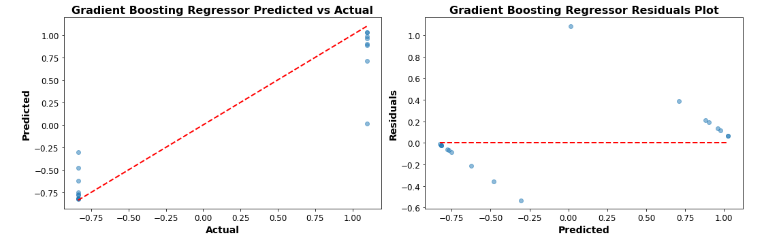 Gradient Boosting Regressor Predicted vs Actual
1.00
0.75
0.50
0.25
0.00
−0.25
−0.50
−0.75
Predicted
−0.75 −0.50 −0.25 0.00 0.25 0.50 0.75 1.00
Actual
Gradient Boosting Regressor Residuals Plot
1.0
0.8
0.6
0.4
0.2
0.0
−0.2
−0.4
−0.6
Residuals
−0.75 −0.50 −0.25 0.00 0.25 0.50 0.75 1.00
Predicted